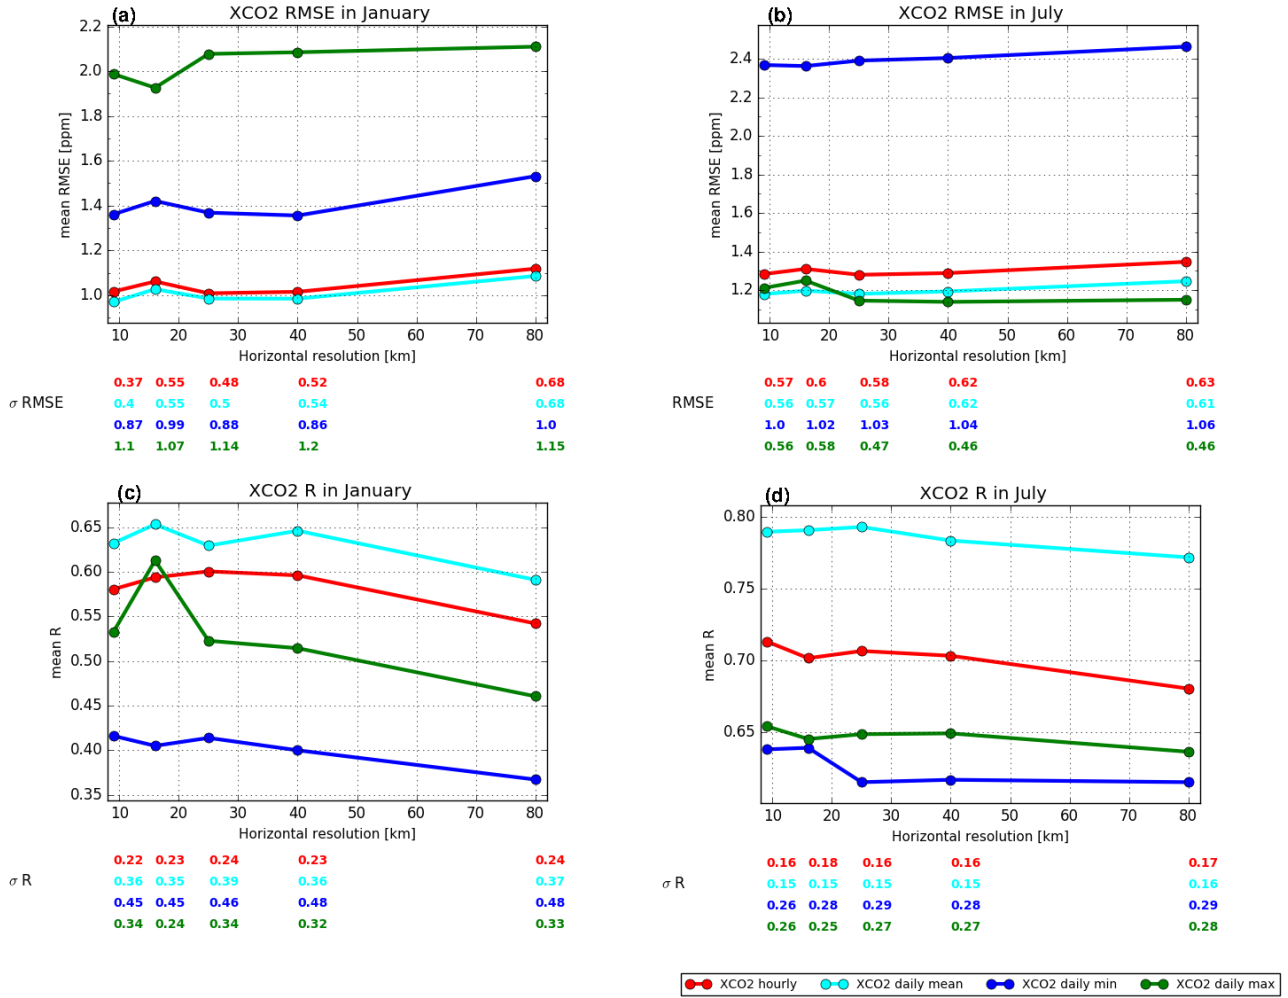 (a) XCO2 RMSE in January
2.2
2.0
1.8
1.6
1.4
1.2
1.0
mean RMSE [ppm]
10 20 30 40 50 60 70 80
Horizontal resolution [km]
0.37 0.55 0.48 0.52 0.68
σ RMSE 0.4 0.55 0.5 0.54 0.68
0.87 0.99 0.88 0.86 1.0
1.1 1.07 1.14 1.2 1.15
(b) XCO2 RMSE in July
2.4
2.2
2.0
1.8
1.6
1.4
1.2
mean RMSE [ppm]
10 20 30 40 50 60 70 80
Horizontal resolution [km]
0.57 0.6 0.58 0.62 0.63
RMSE 0.56 0.57 0.56 0.62 0.61
1.0 1.02 1.03 1.04 1.06
0.56 0.58 0.47 0.46 0.46
(c) XCO2 R in January
0.65
0.60
0.55
0.50
0.45
0.40
0.35
mean R
10 20 30 40 50 60 70 80
Horizontal resolution [km]
0.22 0.23 0.24 0.23 0.24
σ R 0.36 0.35 0.39 0.36 0.37
0.45 0.45 0.46 0.48 0.48
0.34 0.24 0.34 0.32 0.33
(d) XCO2 R in July
0.80
0.75
0.70
0.65
mean R
10 20 30 40 50 60 70 80
Horizontal resolution [km]
0.16 0.18 0.16 0.16 0.17
σ R 0.15 0.15 0.15 0.15 0.16
0.26 0.28 0.29 0.28 0.29
0.26 0.25 0.27 0.27 0.28
XCO2 hourly XCO2 daily mean XCO2 daily min XCO2 daily max